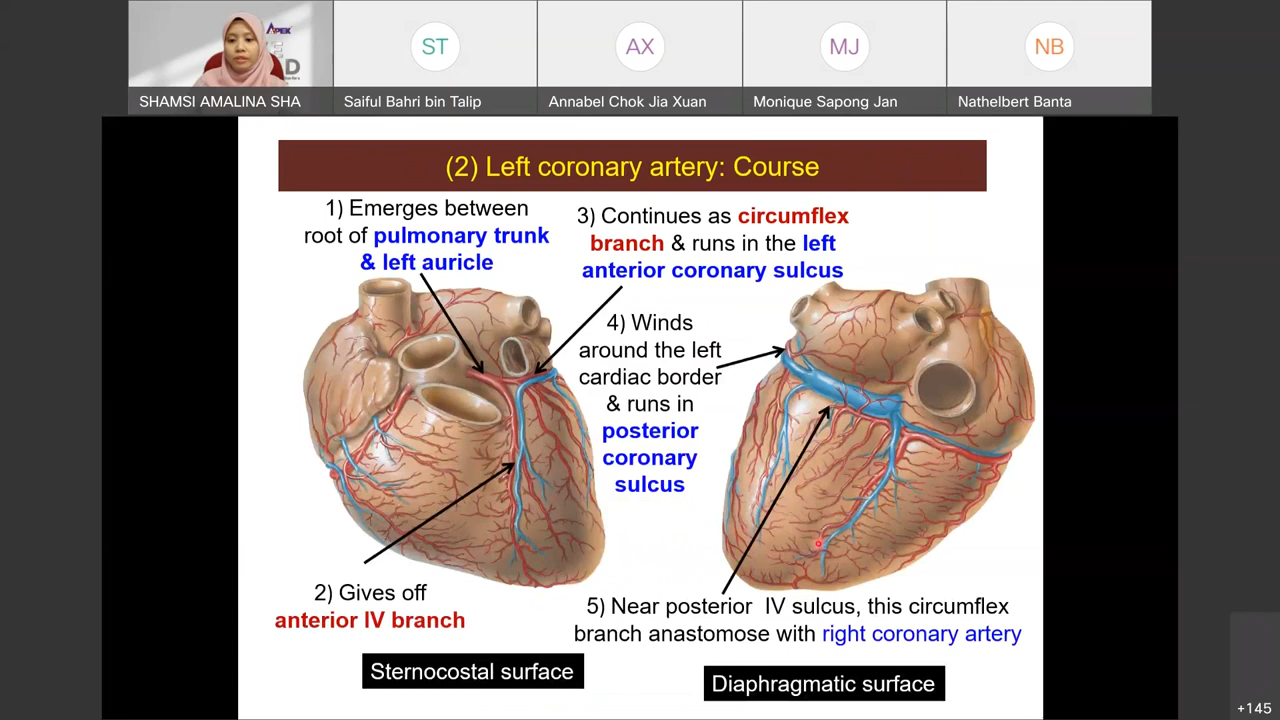 APEK
D
ST
AX
MJ
NB
SHAMSI AMALINA SHA
Saiful Bahri bin Talip
Annabel Chok Jia Xuan
Monique Sapong Jan
Nathelbert Banta
(2) Left coronary artery: Course
1) Emerges between
root of pulmonary trunk
& left auricle
3) Continues as circumflex
branch & runs in the left
anterior coronary sulcus
4) Winds
around the left
cardiac border
& runs in
posterior
coronary
sulcus
2) Gives off
anterior IV branch
5) Near posterior IV sulcus, this circumflex
branch anastomose with right coronary artery
Sternocostal surface
Diaphragmatic surface
+145